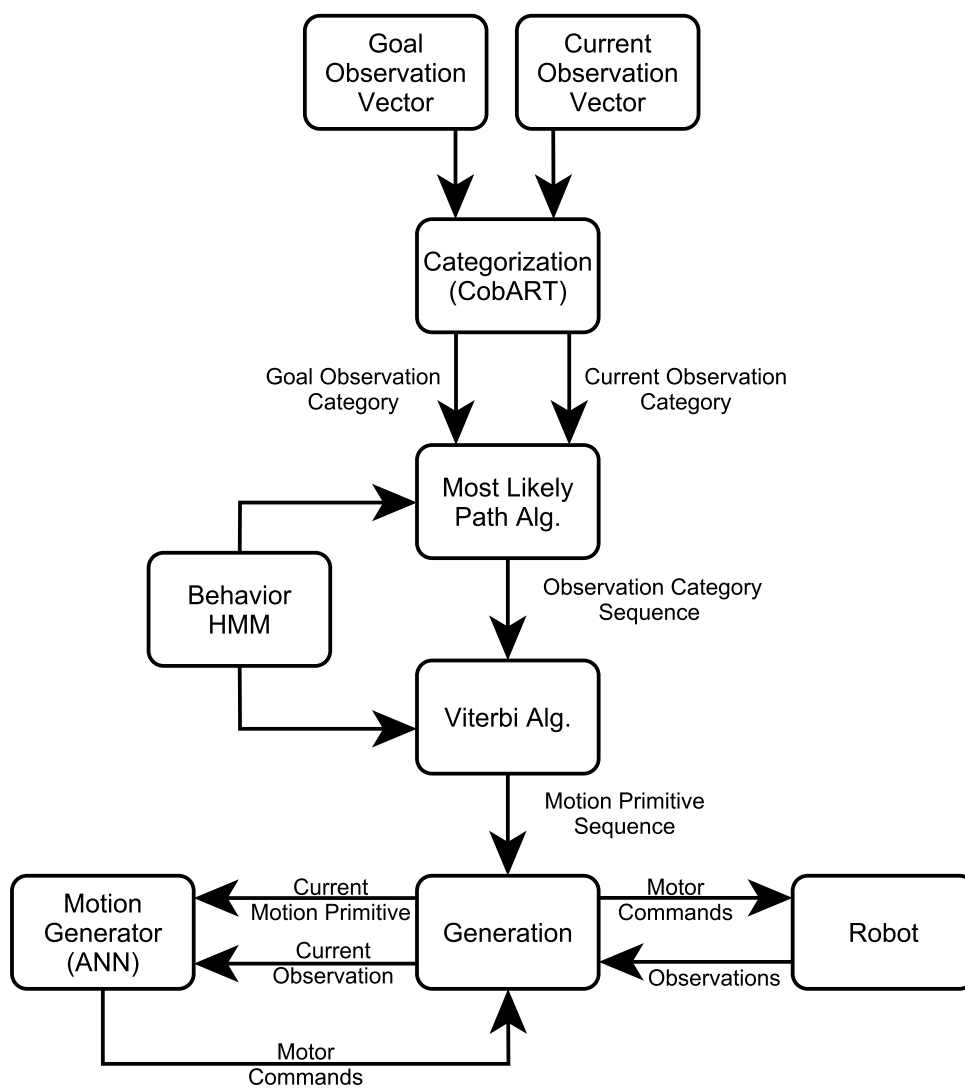 Goal
Observation
Vector
Current
Observation
Vector
Categorization
(CobART)
Goal Observation
Category
Current Observation
Category
Most Likely
Path Alg.
Behavior
HMM
Observation Category
Sequence
Viterbi Alg.
Motion Primitive
Sequence
Motion
Generator
(ANN)
Current
Motion Primitive
Current
Observation
Generation
Motor
Commands
Observations
Robot
Motor
Commands